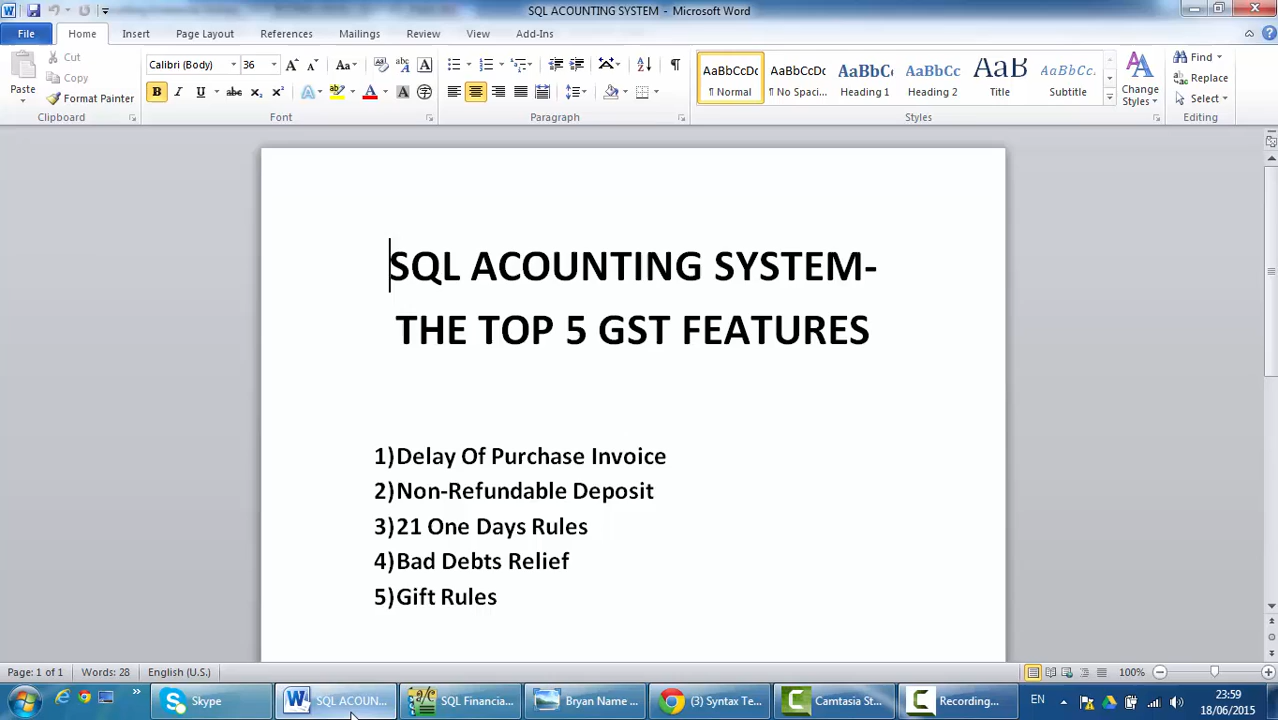 SQL ACOUNTING SYSTEM - Microsoft Word
File Home Insert Page Layout References Mailings Review View Add-Ins
Cut
Copy
Paste
Format Painter
Clipboard
Calibri (Body) 36
Font
Paragraph
AaBbCcDc AaBbCcDc AaBbCc AaBbCc AaB AaBbCc.
¶ Normal ¶ No Spaci... Heading 1 Heading 2 Title Subtitle
Change Styles
Styles
Find
Replace
Select
Editing
SQL ACOUNTING SYSTEM-
THE TOP 5 GST FEATURES
1)Delay Of Purchase Invoice
2)Non-Refundable Deposit
3)21 One Days Rules
4)Bad Debts Relief
5)Gift Rules
Page: 1 of 1 Words: 28 English (U.S.) 100%
Skype SQL ACOUN... SQL Financia... Bryan Name ... (3) Syntax Te... Camtasia St... Recording... EN 23:59
18/06/2015